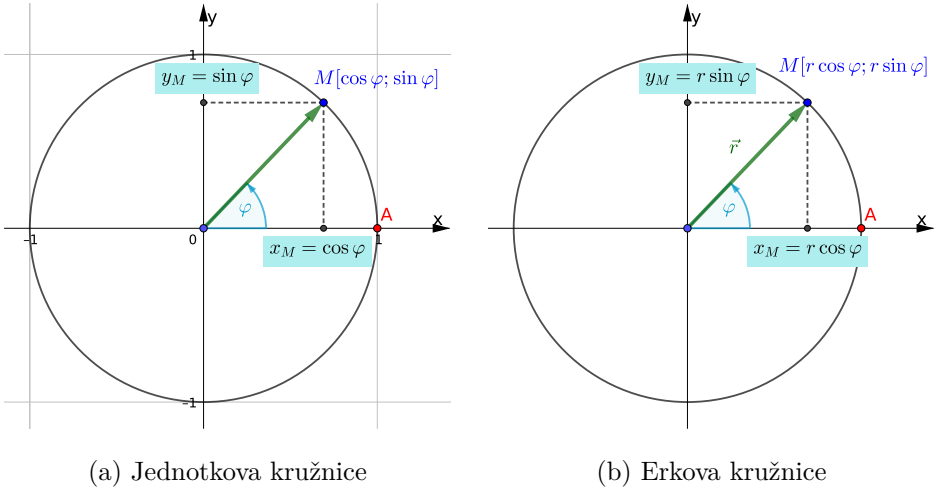 y
1
y_M = sin φ
M[cos φ; sin φ]
φ
A
x
-1
0
1
x_M = cos φ
-1
(a) Jednotkova kružnice
y
y_M = r sin φ
M[r cos φ; r sin φ]
r⃗
φ
A
x
x_M = r cos φ
(b) Erkova kružnice